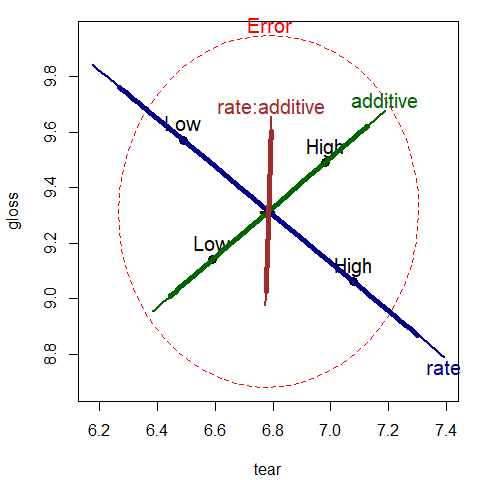 Error
rate:additive
additive
Low
High
Low
High
rate
gloss
9.8
9.6
9.4
9.2
9.0
8.8
6.2 6.4 6.6 6.8 7.0 7.2 7.4
tear